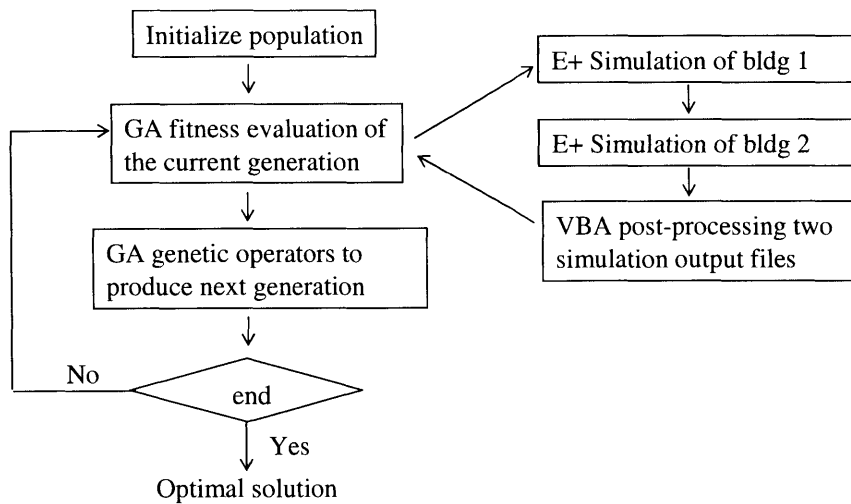 Initialize population
GA fitness evaluation of
the current generation
GA genetic operators to
produce next generation
No
end
Yes
Optimal solution
E+ Simulation of bldg 1
E+ Simulation of bldg 2
VBA post-processing two
simulation output files